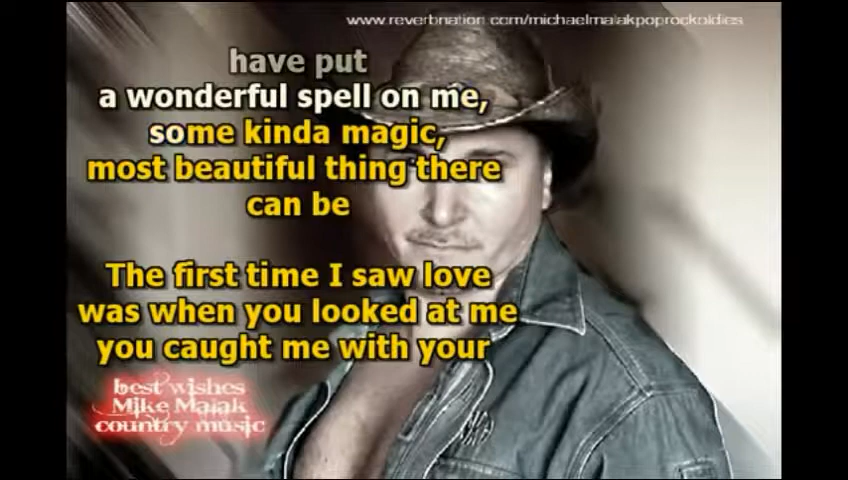 www.reverbnation.com/michaelmalakpoprockoldies
have put
a wonderful spell on me,
some kinda magic,
most beautiful thing there
can be
The first time I saw love
was when you looked at me
you caught me with your
best wishes
Mike Malak
country music